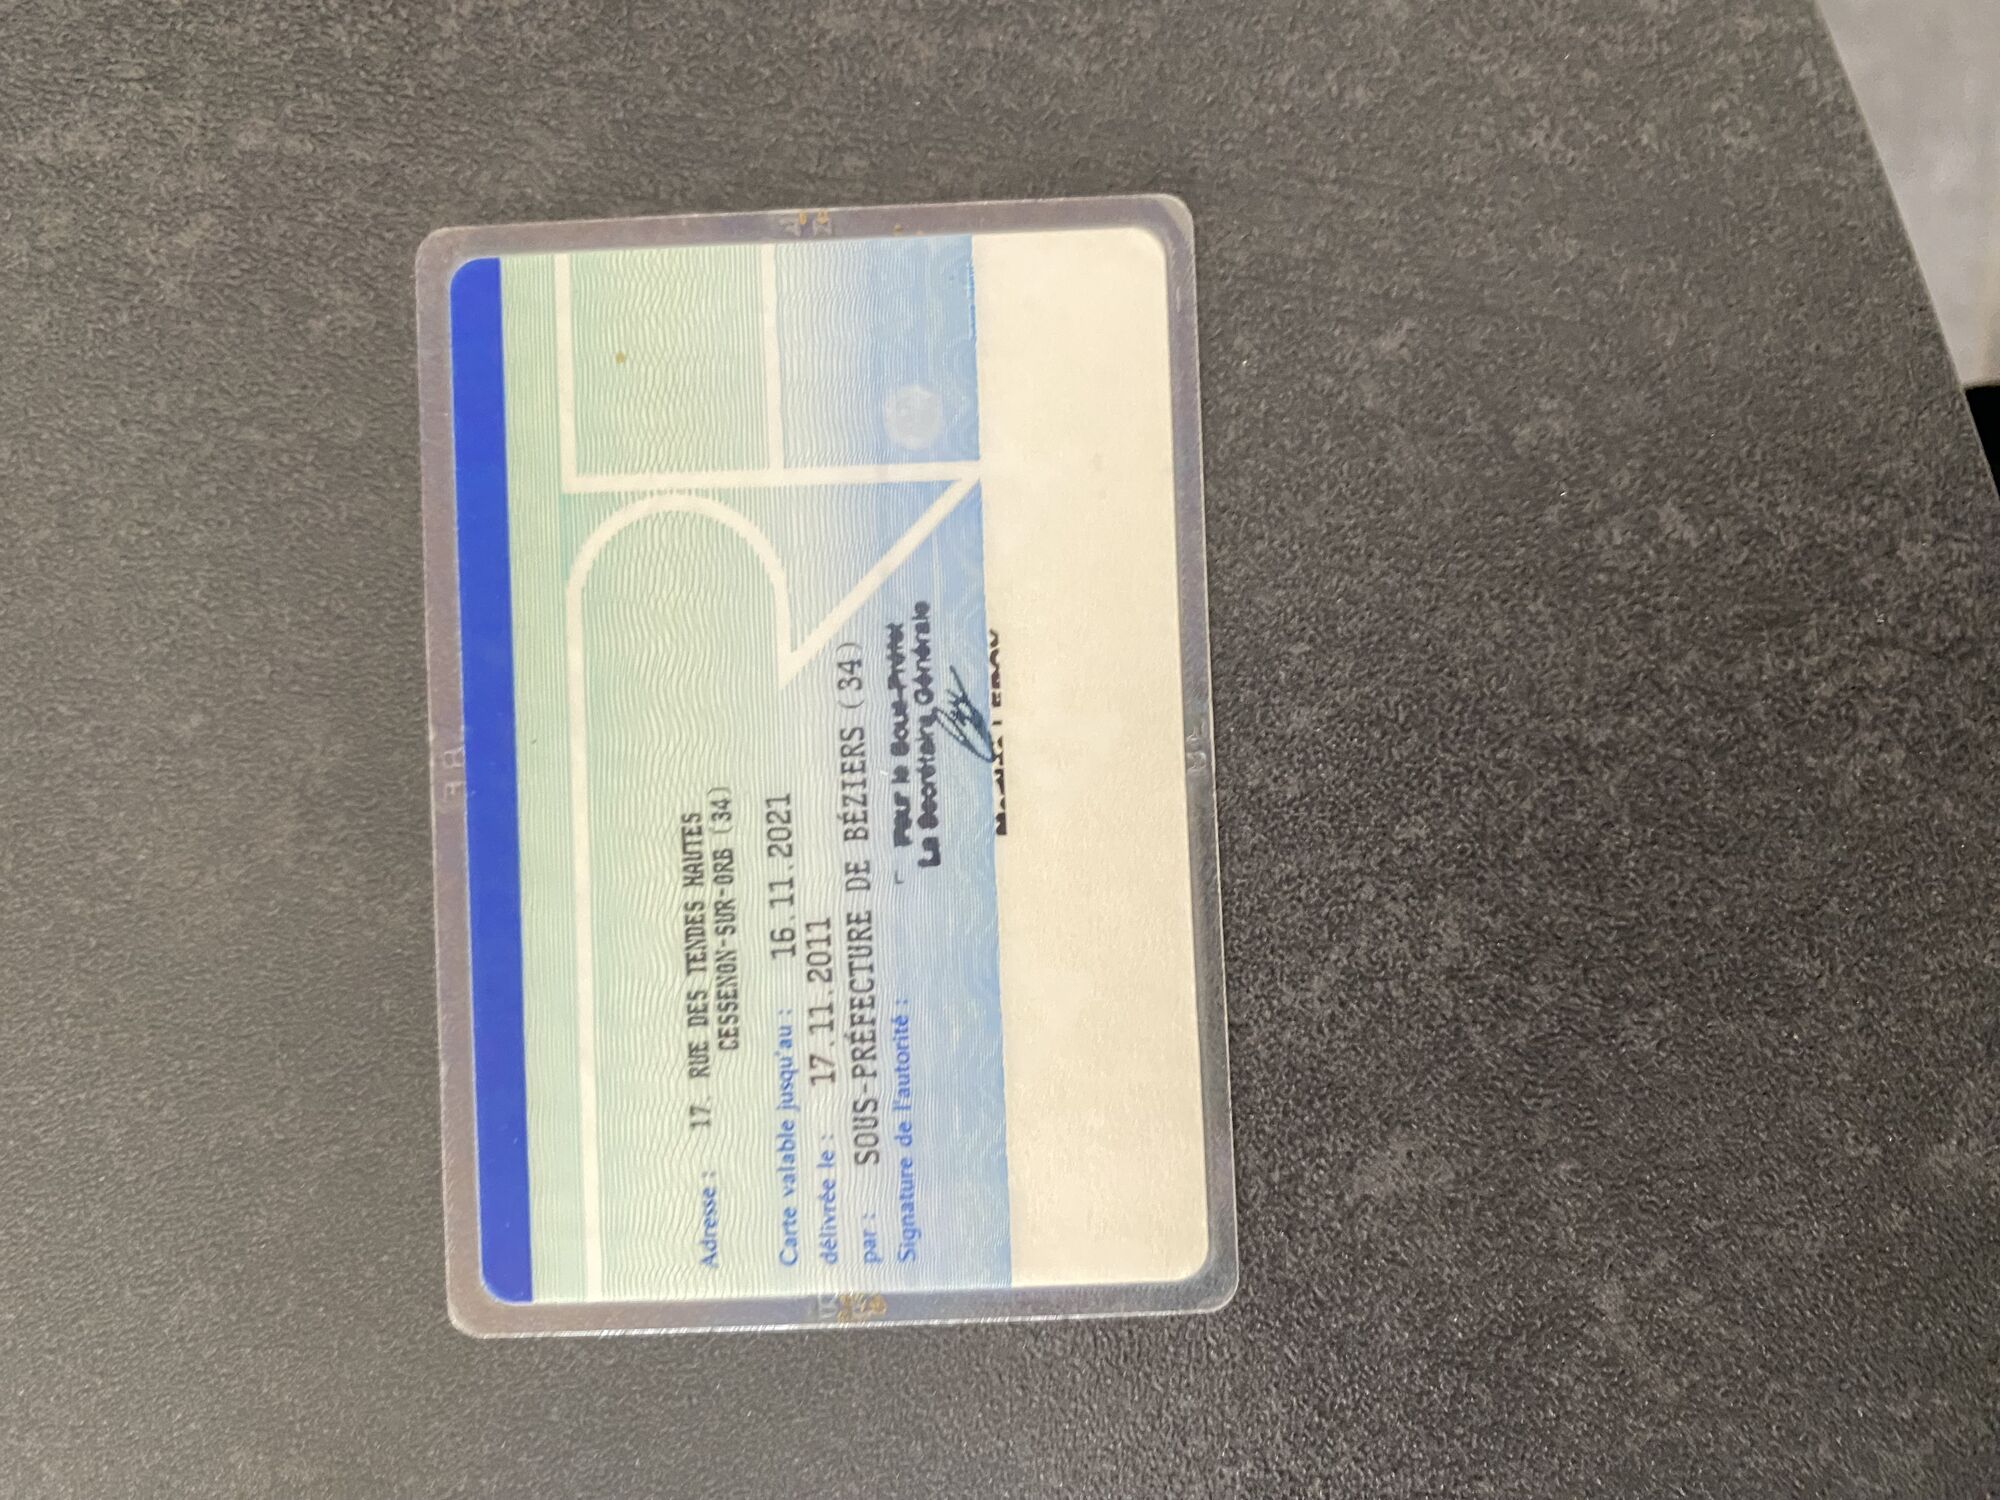 Adresse : 17. RUE DES TENDES HAUTES
CESSENON-SUR-ORB (34)
Carte valable jusqu'au : 16.11.2021
délivrée le : 17.11.2011
par : SOUS-PRÉFECTURE DE BÉZIERS (34)
Signature de l'autorité :
Pour le Sous-Préfet
La Secrétaire Générale
RF